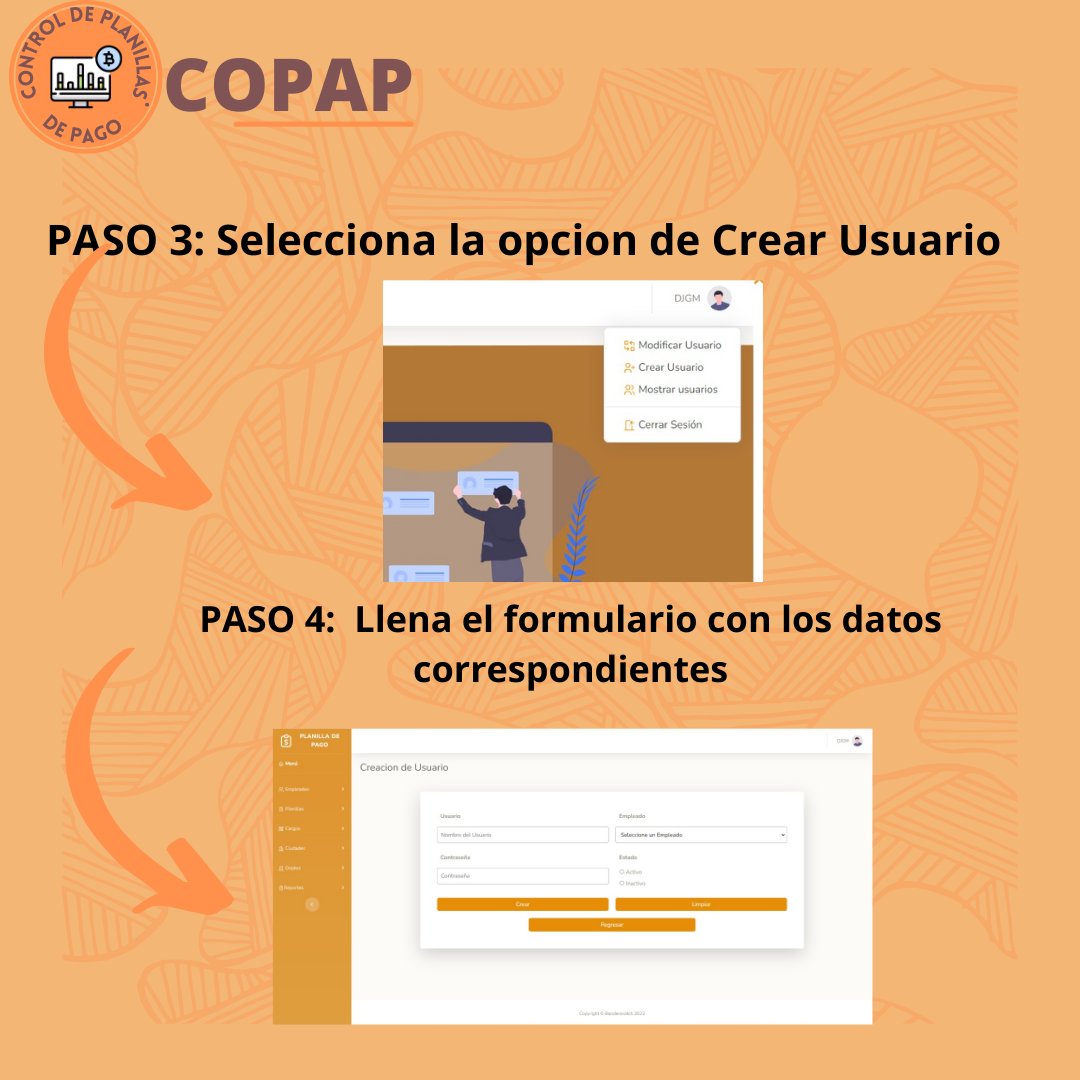 CONTROL DE PLANILLAS
DE PAGO
COPAP
PASO 3: Selecciona la opcion de Crear Usuario
DJGM
Modificar Usuario
Crear Usuario
Mostrar usuarios
Cerrar Sesión
PASO 4: Llena el formulario con los datos
correspondientes
PLANILLA DE
PAGO
DJGM
Menú
Creacion de Usuario
Empleados
Planillas
Cargos
Ciudades
Deptos
Reportes
Usuario
Empleado
Nombre del Usuario
Seleccione un Empleado
Contraseña
Estado
Contraseña
Activo
Inactivo
Crear
Limpiar
Regresar
Copyright ©
2022